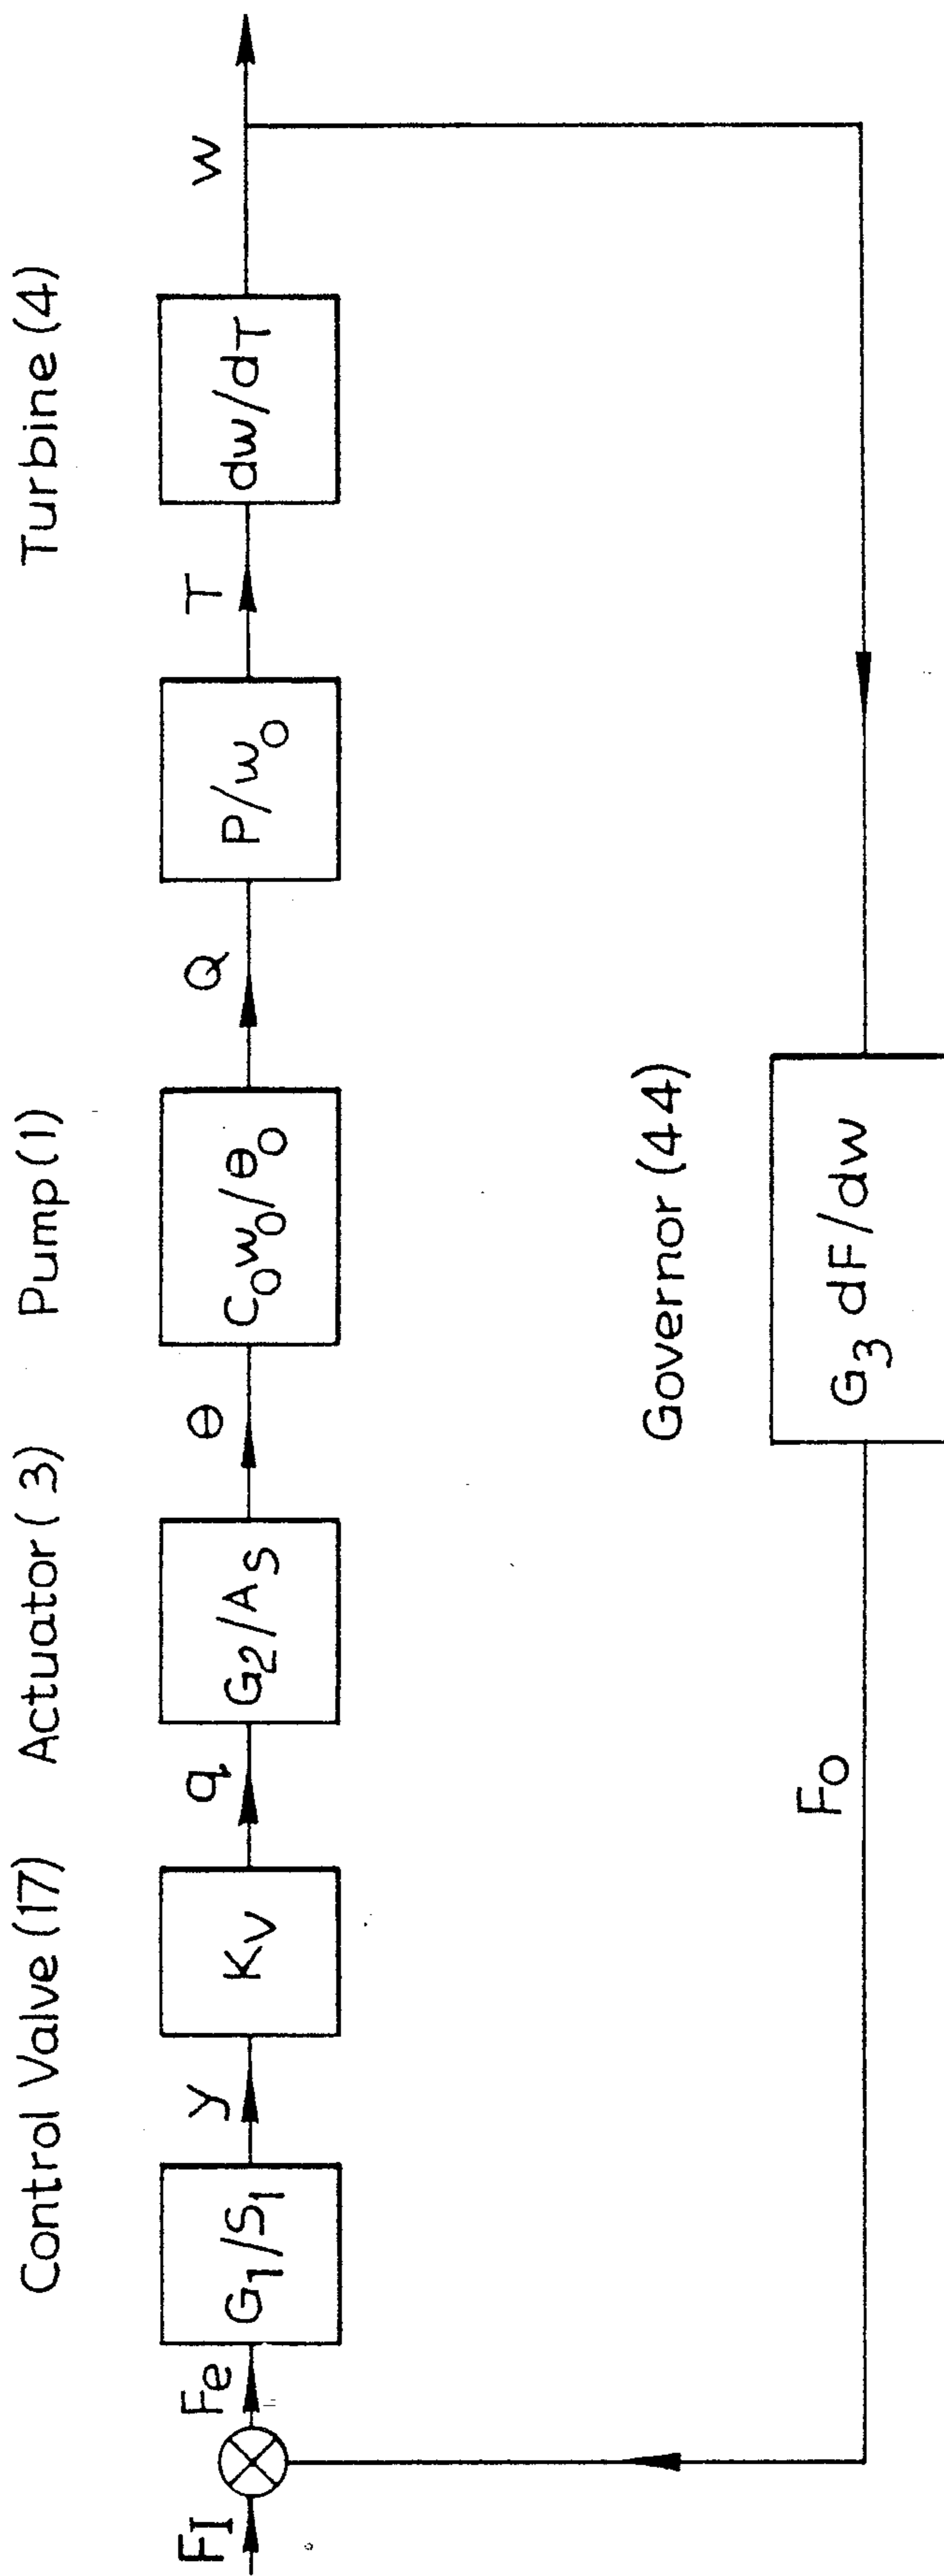 Control Valve (17) Actuator ( 3) Pump (1) Turbine (4)
FI Fe G1/S1 y Kv q G2/As θ C0w0/θ0 Q P/w0 T dw/dT w
Governor (44)
F0 G3 dF/dw